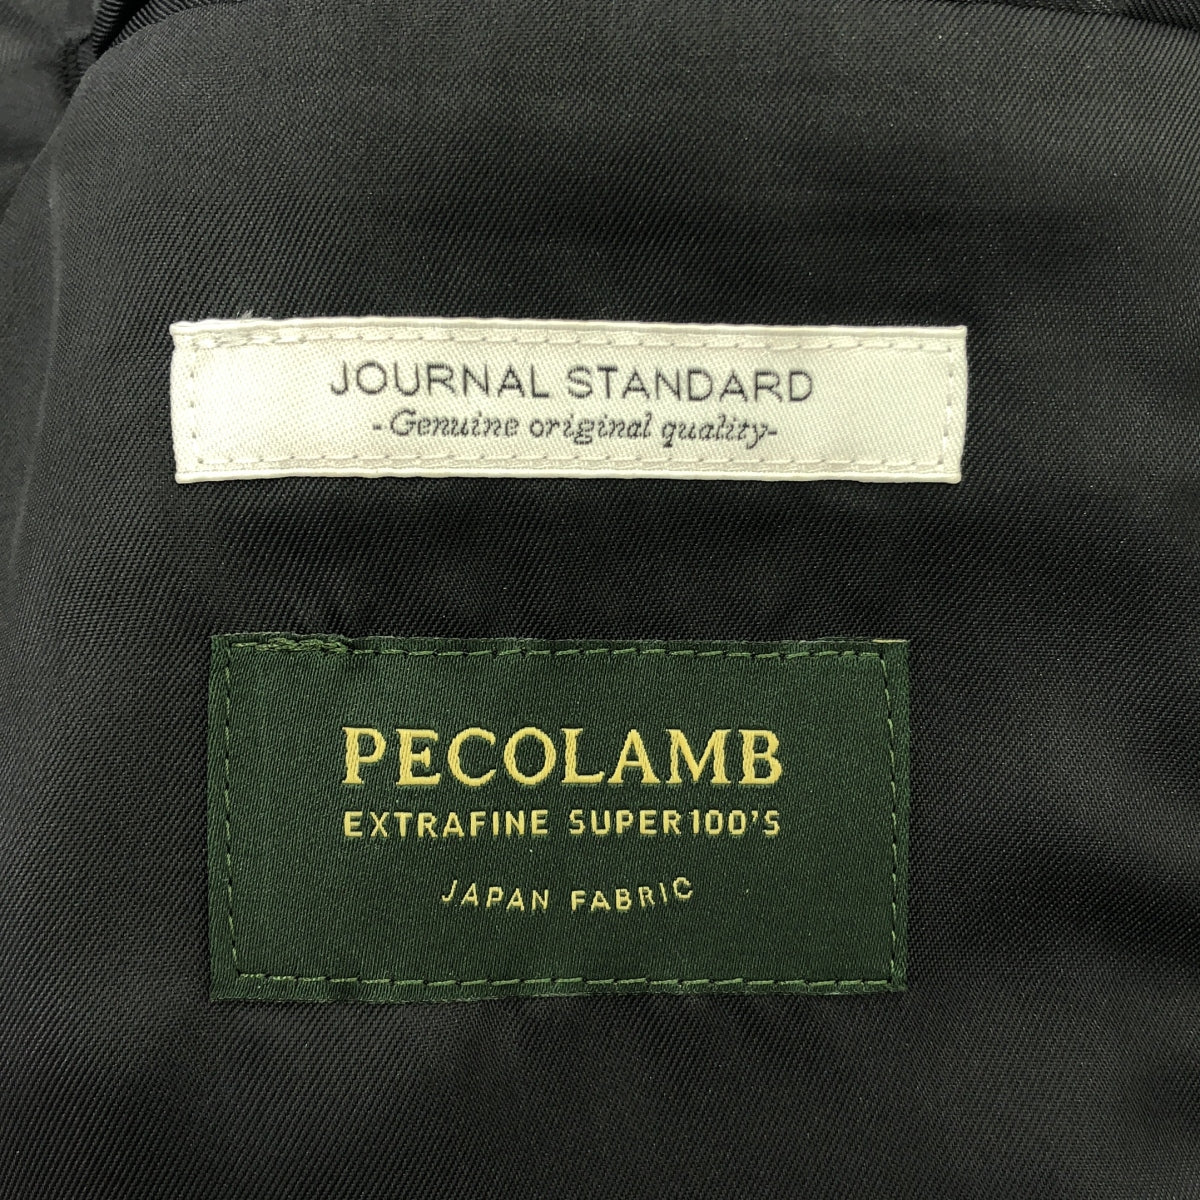 JOURNAL STANDARD
-Genuine original quality-
PECOLAMB
EXTRAFINE SUPER100'S
JAPAN FABRIC